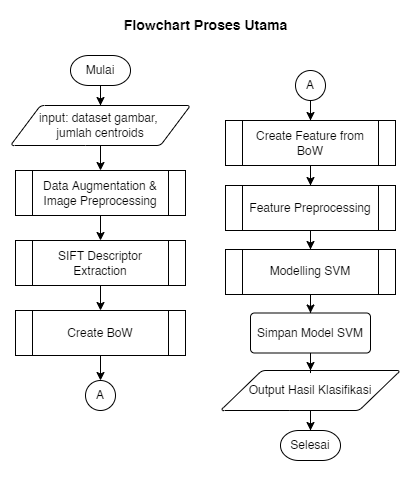 Flowchart Proses Utama
Mulai
input: dataset gambar,
jumlah centroids
Data Augmentation &
Image Preprocessing
SIFT Descriptor
Extraction
Create BoW
A
A
Create Feature from
BoW
Feature Preprocessing
Modelling SVM
Simpan Model SVM
Output Hasil Klasifikasi
Selesai